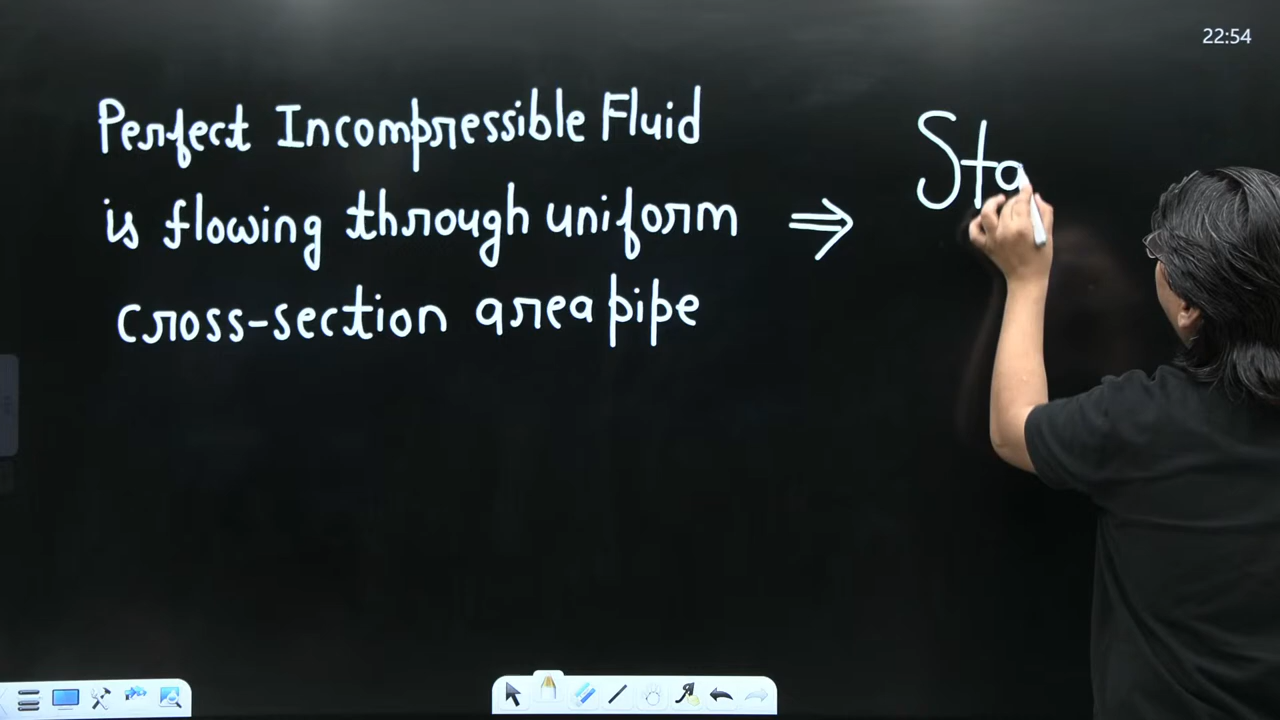 22:54
Perfect Incompressible Fluid
is flowing through uniform ⇒ Sta
cross-section area pipe